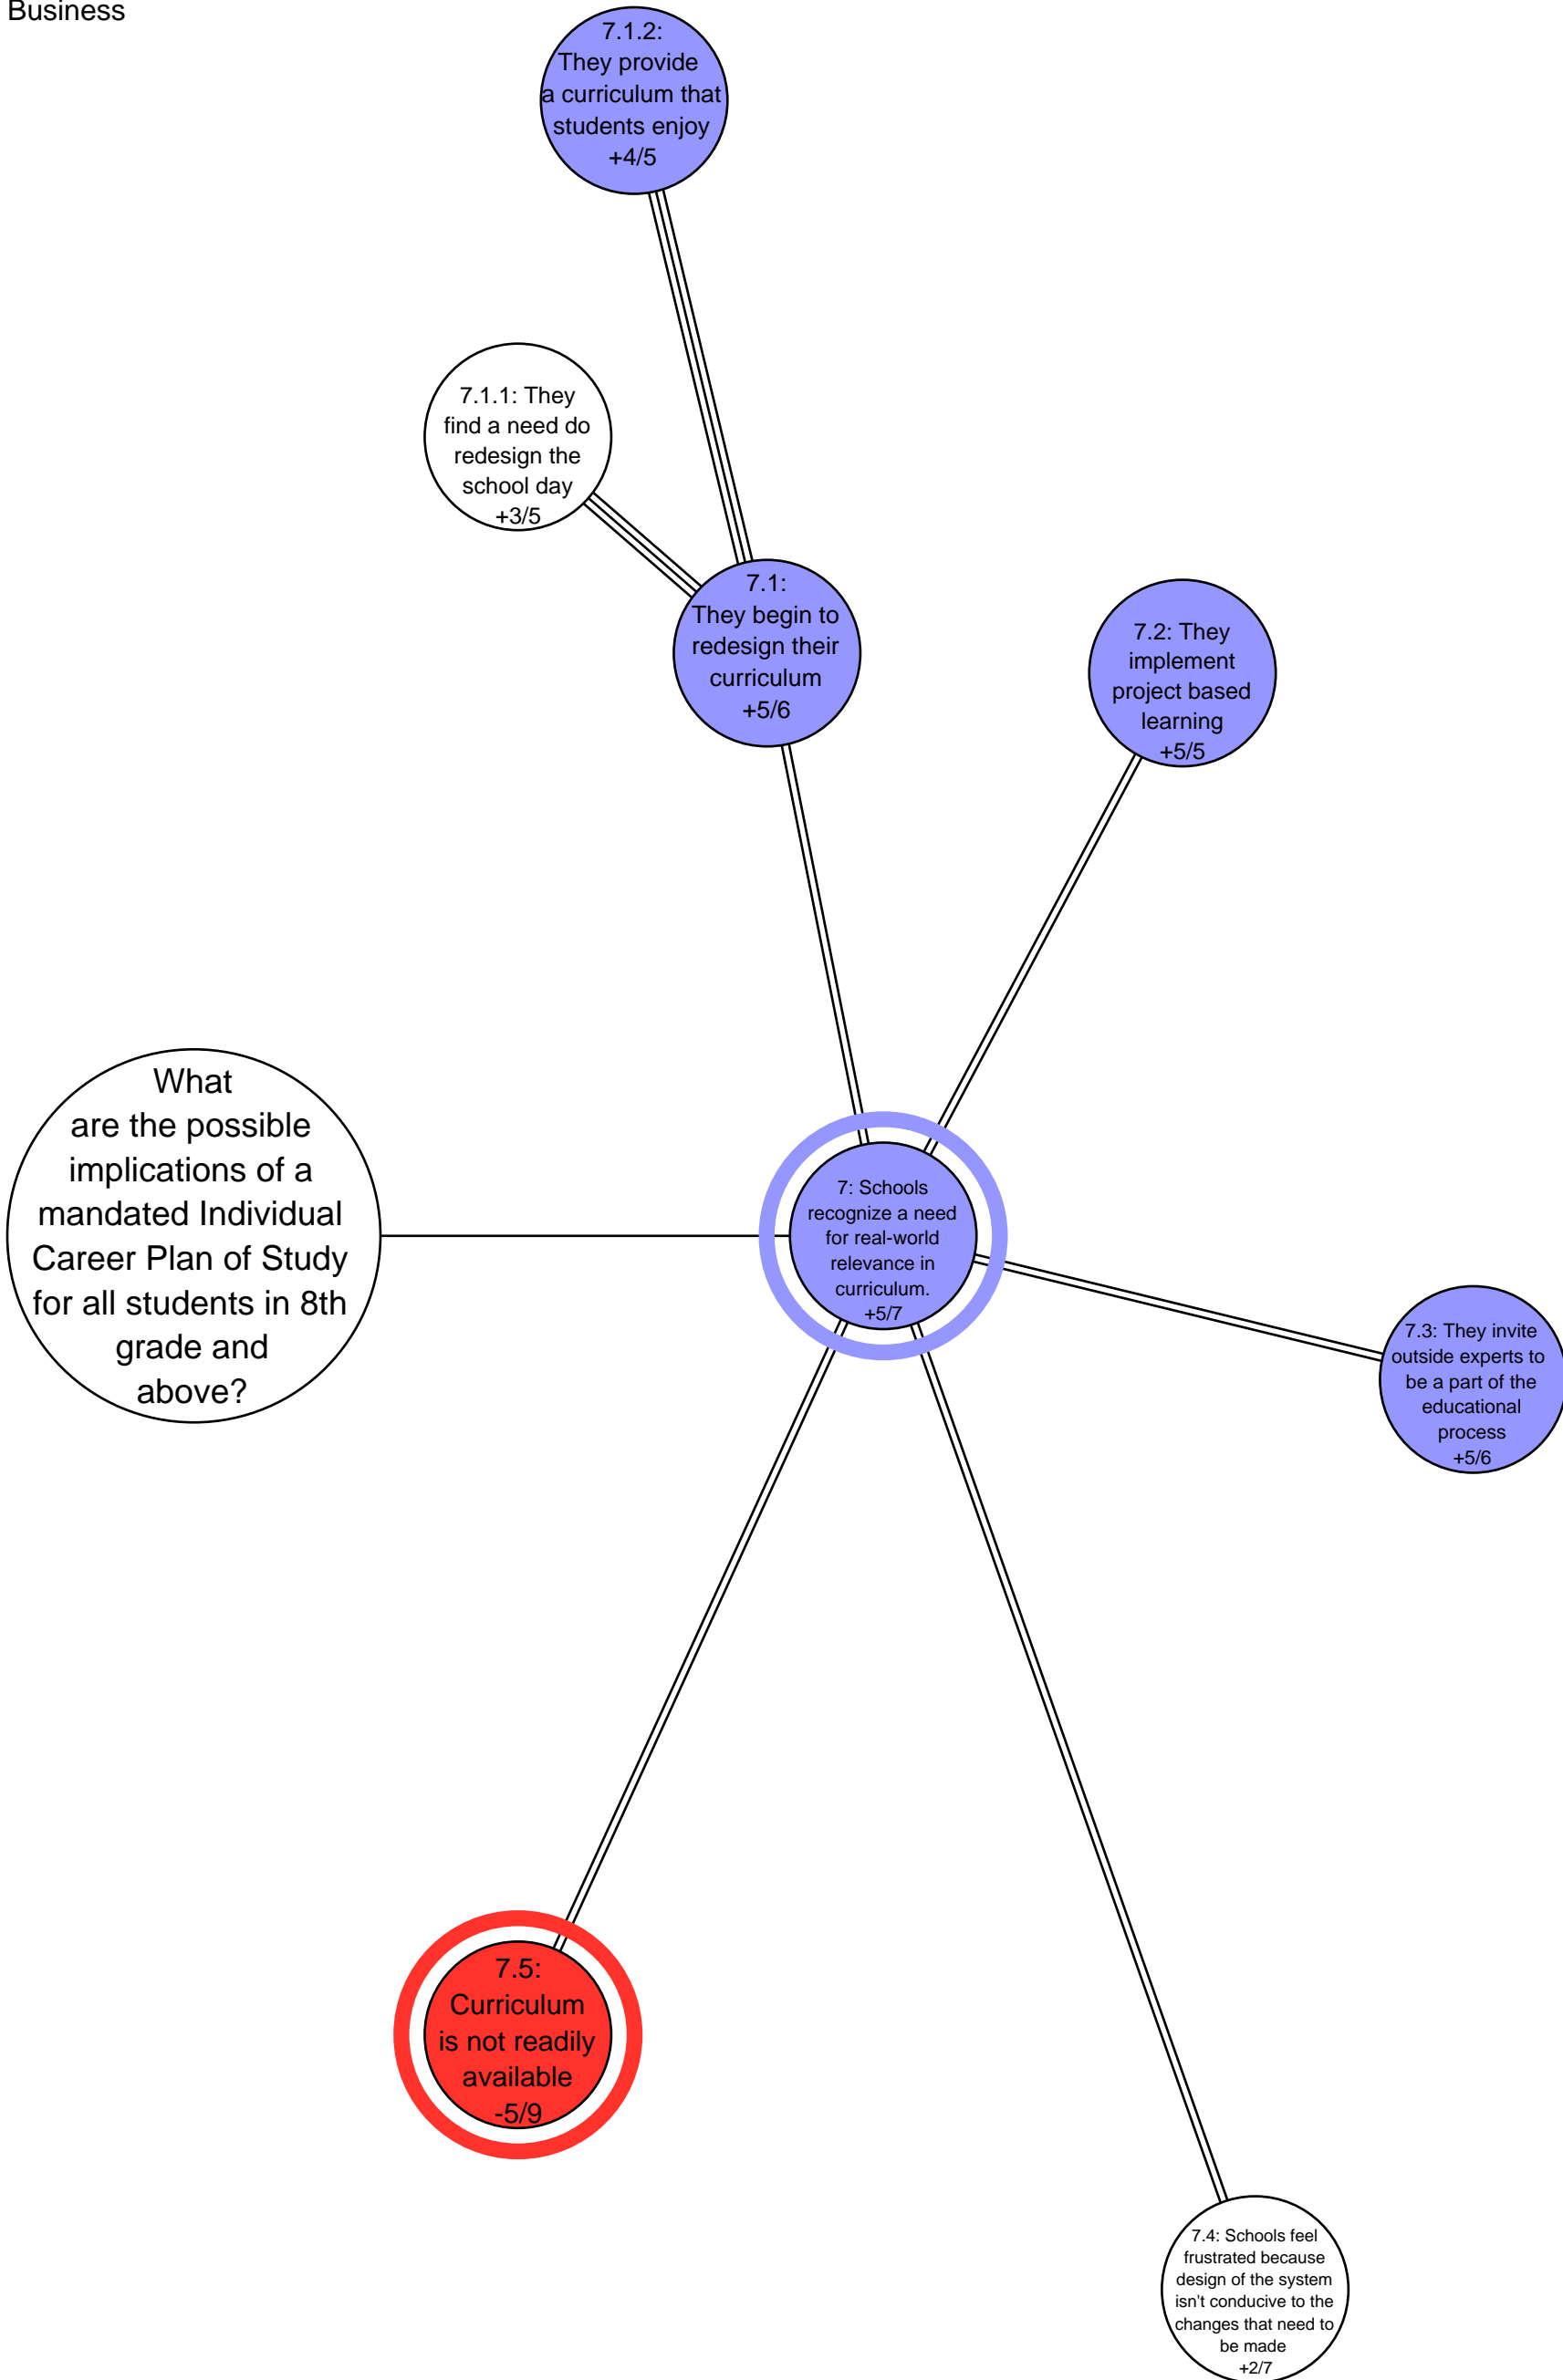 Business
7.1.2:
They provide
a curriculum that
students enjoy
+4/5
7.1.1: They
find a need do
redesign the
school day
+3/5
7.1:
They begin to
redesign their
curriculum
+5/6
7.2: They
implement
project based
learning
+5/5
What
are the possible
implications of a
mandated Individual
Career Plan of Study
for all students in 8th
grade and
above?
7: Schools
recognize a need
for real-world
relevance in
curriculum.
+5/7
7.3: They invite
outside experts to
be a part of the
educational
process
+5/6
7.5:
Curriculum
is not readily
available
-5/9
7.4: Schools feel
frustrated because
design of the system
isn't conducive to the
changes that need to
be made
+2/7